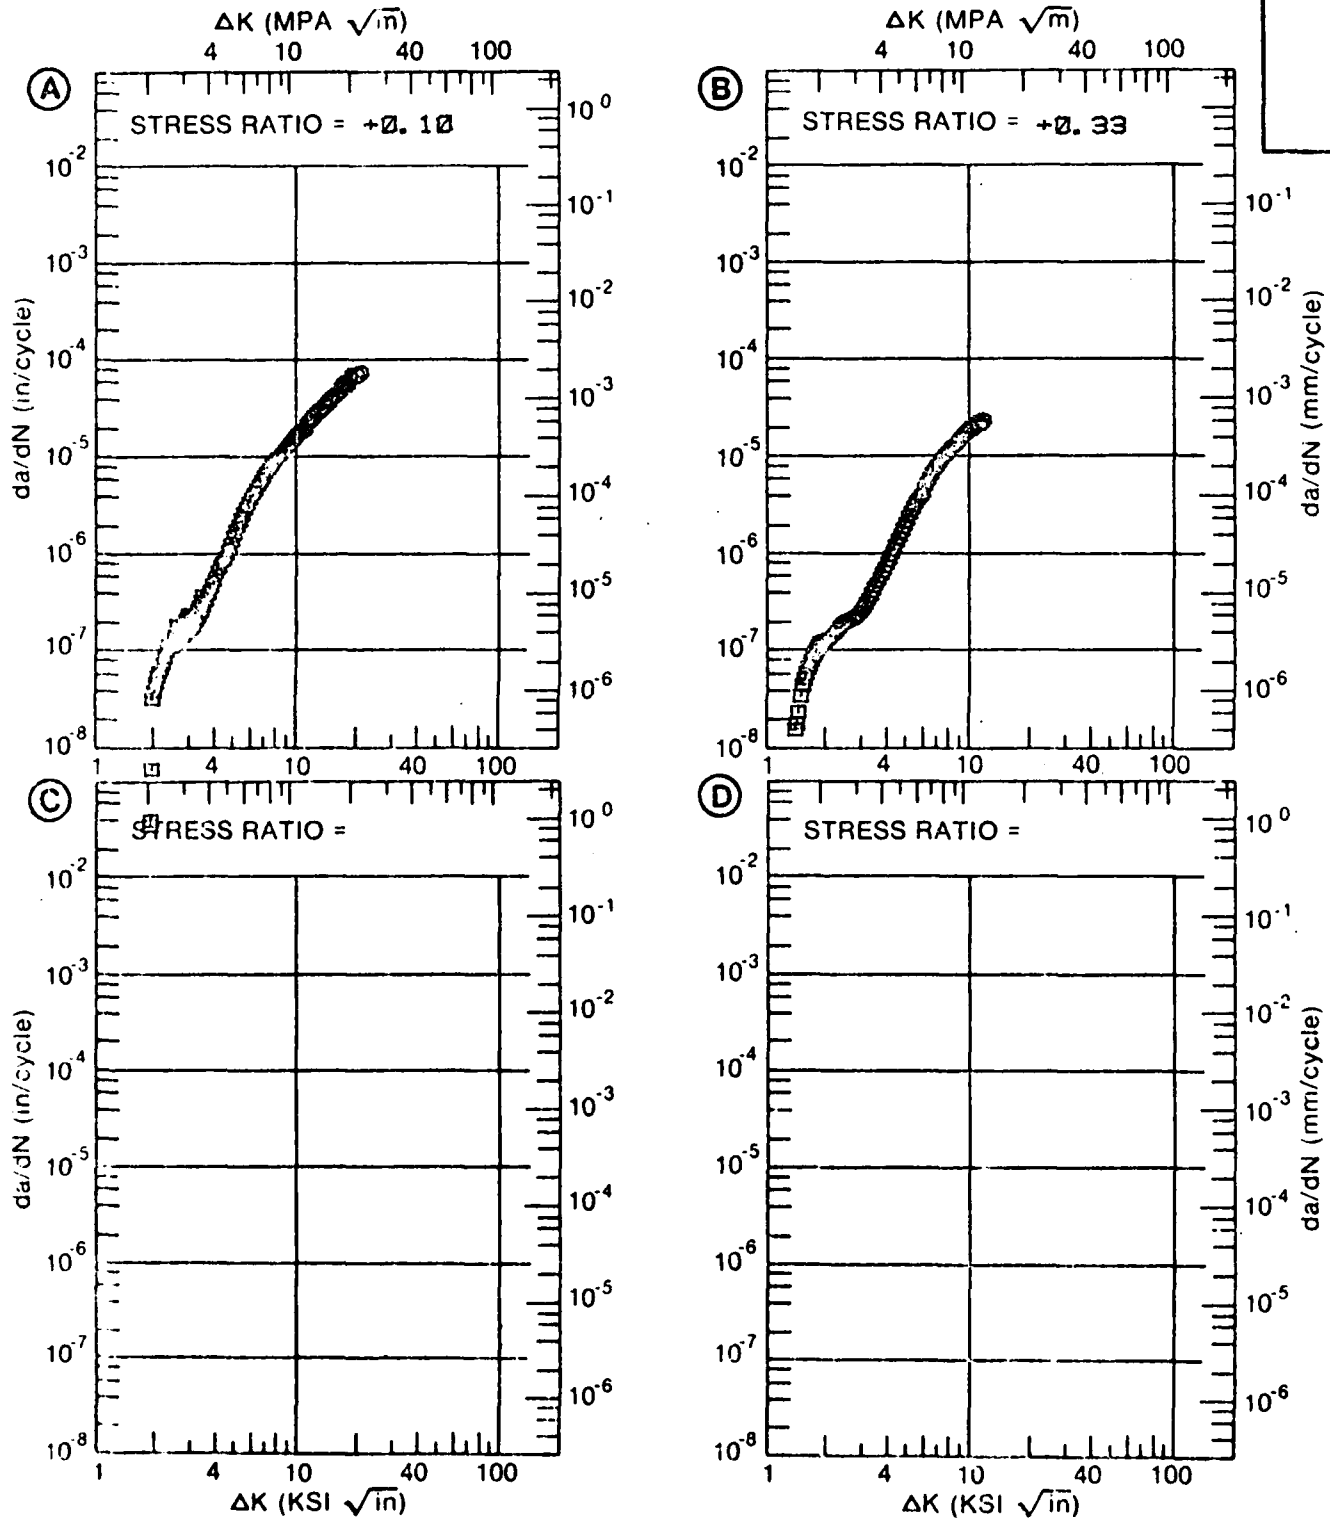 ΔK (MPA √in) ΔK (MPA √m)
4 10 40 100 4 10 40 100
A B
STRESS RATIO = +0.10 STRESS RATIO = +0.33
10^0
10^-2 10^-2
10^-1 10^-1
10^-3 10^-3
10^-2 10^-2
10^-4 10^-4
10^-3 10^-3
10^-5 10^-5
10^-4 10^-4
10^-6 10^-6
10^-5 10^-5
10^-7 10^-7
10^-6 10^-6
10^-8 10^-8
da/dN (in/cycle) da/dN (mm/cycle)
1 4 10 40 100 1 4 10 40 100
C D
STRESS RATIO = STRESS RATIO =
10^0 10^0
10^-2 10^-2
10^-1 10^-1
10^-3 10^-3
10^-2 10^-2
10^-4 10^-4
10^-3 10^-3
10^-5 10^-5
10^-4 10^-4
10^-6 10^-6
10^-5 10^-5
10^-7 10^-7
10^-6 10^-6
10^-8 10^-8
da/dN (in/cycle) da/dN (mm/cycle)
1 4 10 40 100 1 4 10 40 100
ΔK (KSI √in) ΔK (KSI √in)